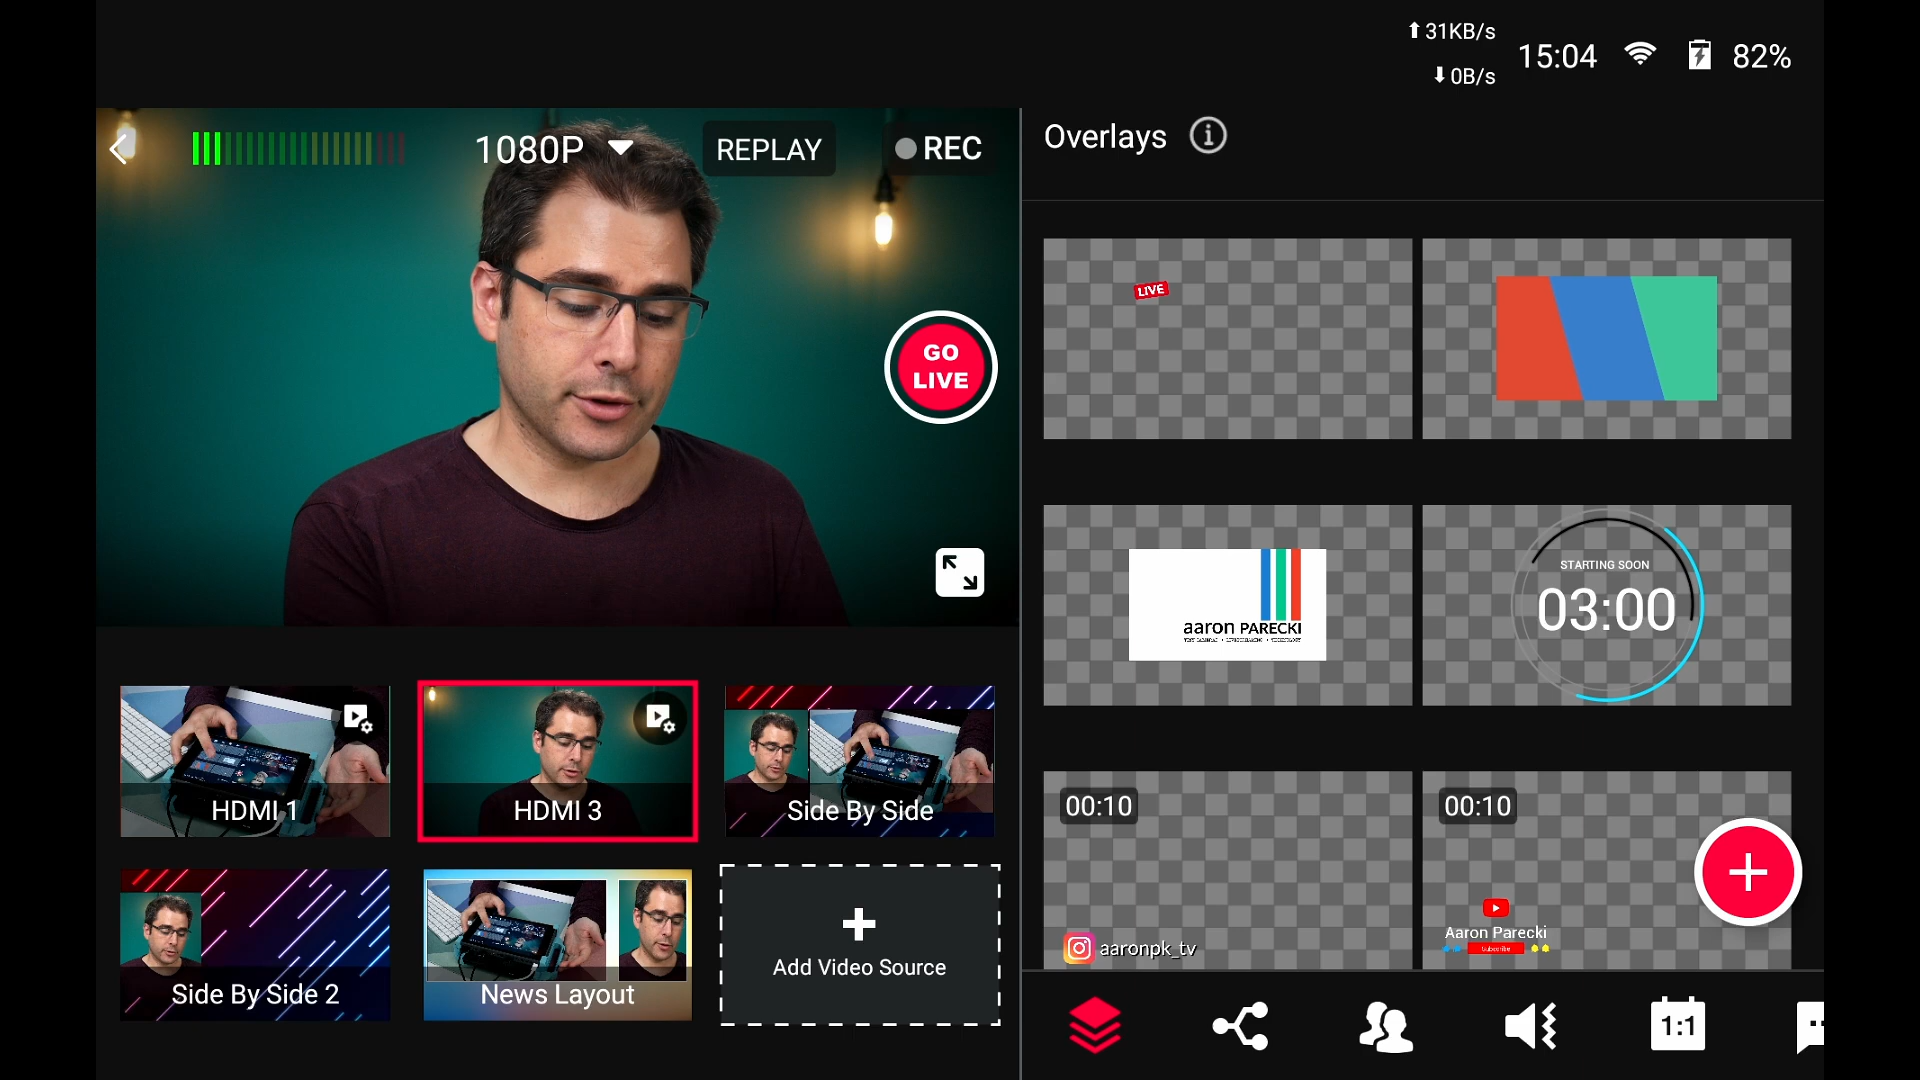 31KB/s
0B/s
15:04
82%
1080P
REPLAY
REC
GO
LIVE
HDMI 1
HDMI 3
Side By Side
Side By Side 2
News Layout
Add Video Source
Overlays
LIVE
aaron PARECKI
STARTING SOON
03:00
00:10
aaronpk_tv
00:10
Aaron Parecki
Subscribe
1:1